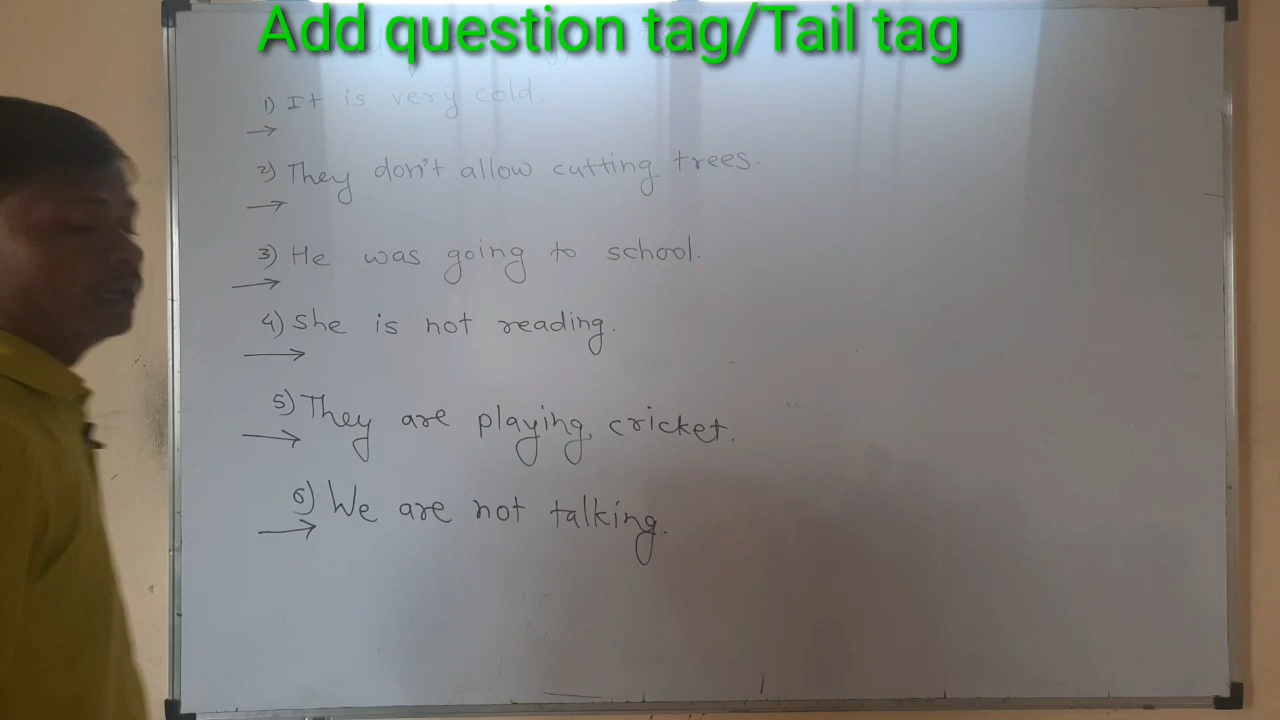 Add question tag/Tail tag
1) It is very cold.
2) They don't allow cutting trees.
3) He was going to school.
4) She is not reading.
5) They are playing cricket.
6) We are not talking.